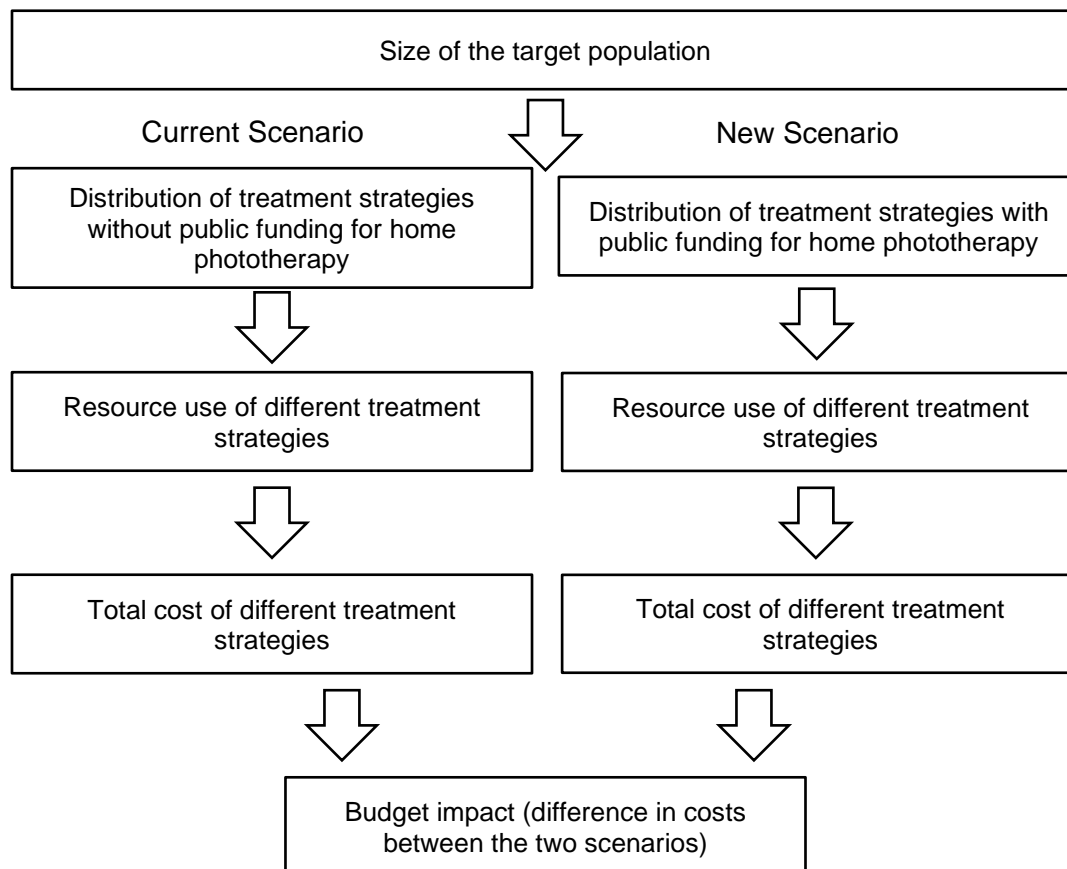 Size of the target population
Current Scenario
New Scenario
Distribution of treatment strategies
without public funding for home
phototherapy
Distribution of treatment strategies with
public funding for home phototherapy
Resource use of different treatment
strategies
Resource use of different treatment
strategies
Total cost of different treatment
strategies
Total cost of different treatment
strategies
Budget impact (difference in costs
between the two scenarios)